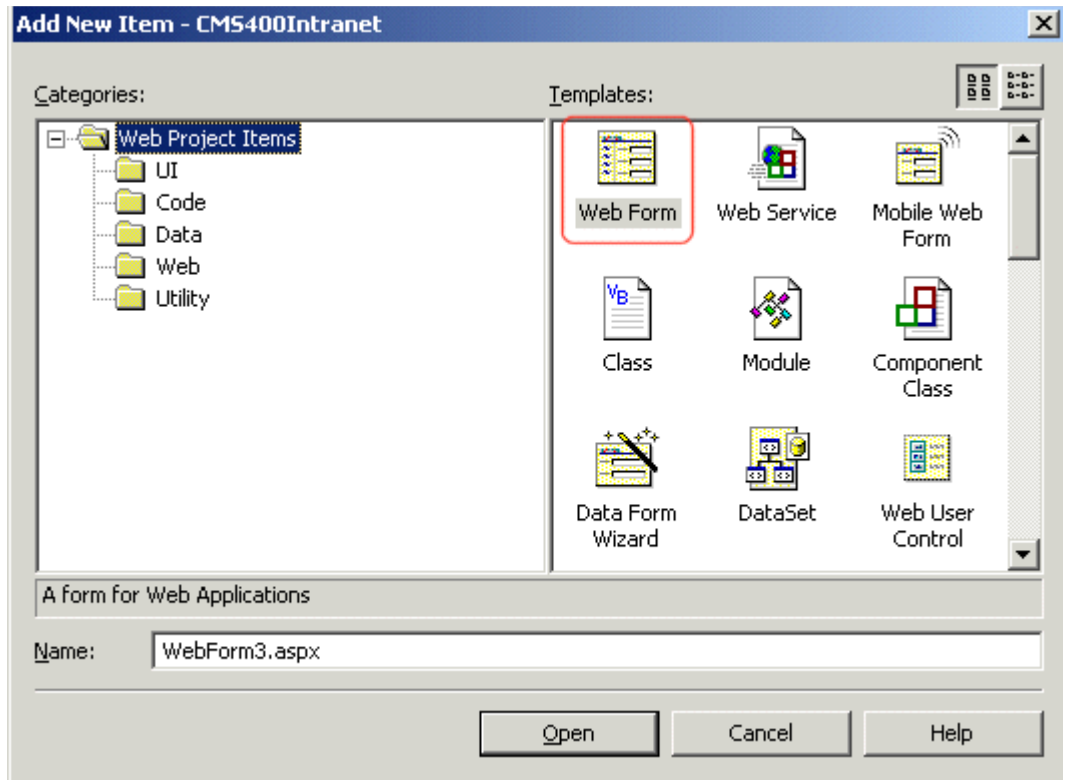 Add New Item - CMS400Intranet
Categories:
Templates:
Web Project Items
UI
Code
Data
Web
Utility
Web Form
Web Service
Mobile Web
Form
VB
Class
Module
Component
Class
Data Form
Wizard
DataSet
Web User
Control
A form for Web Applications
Name:
WebForm3.aspx
Open
Cancel
Help